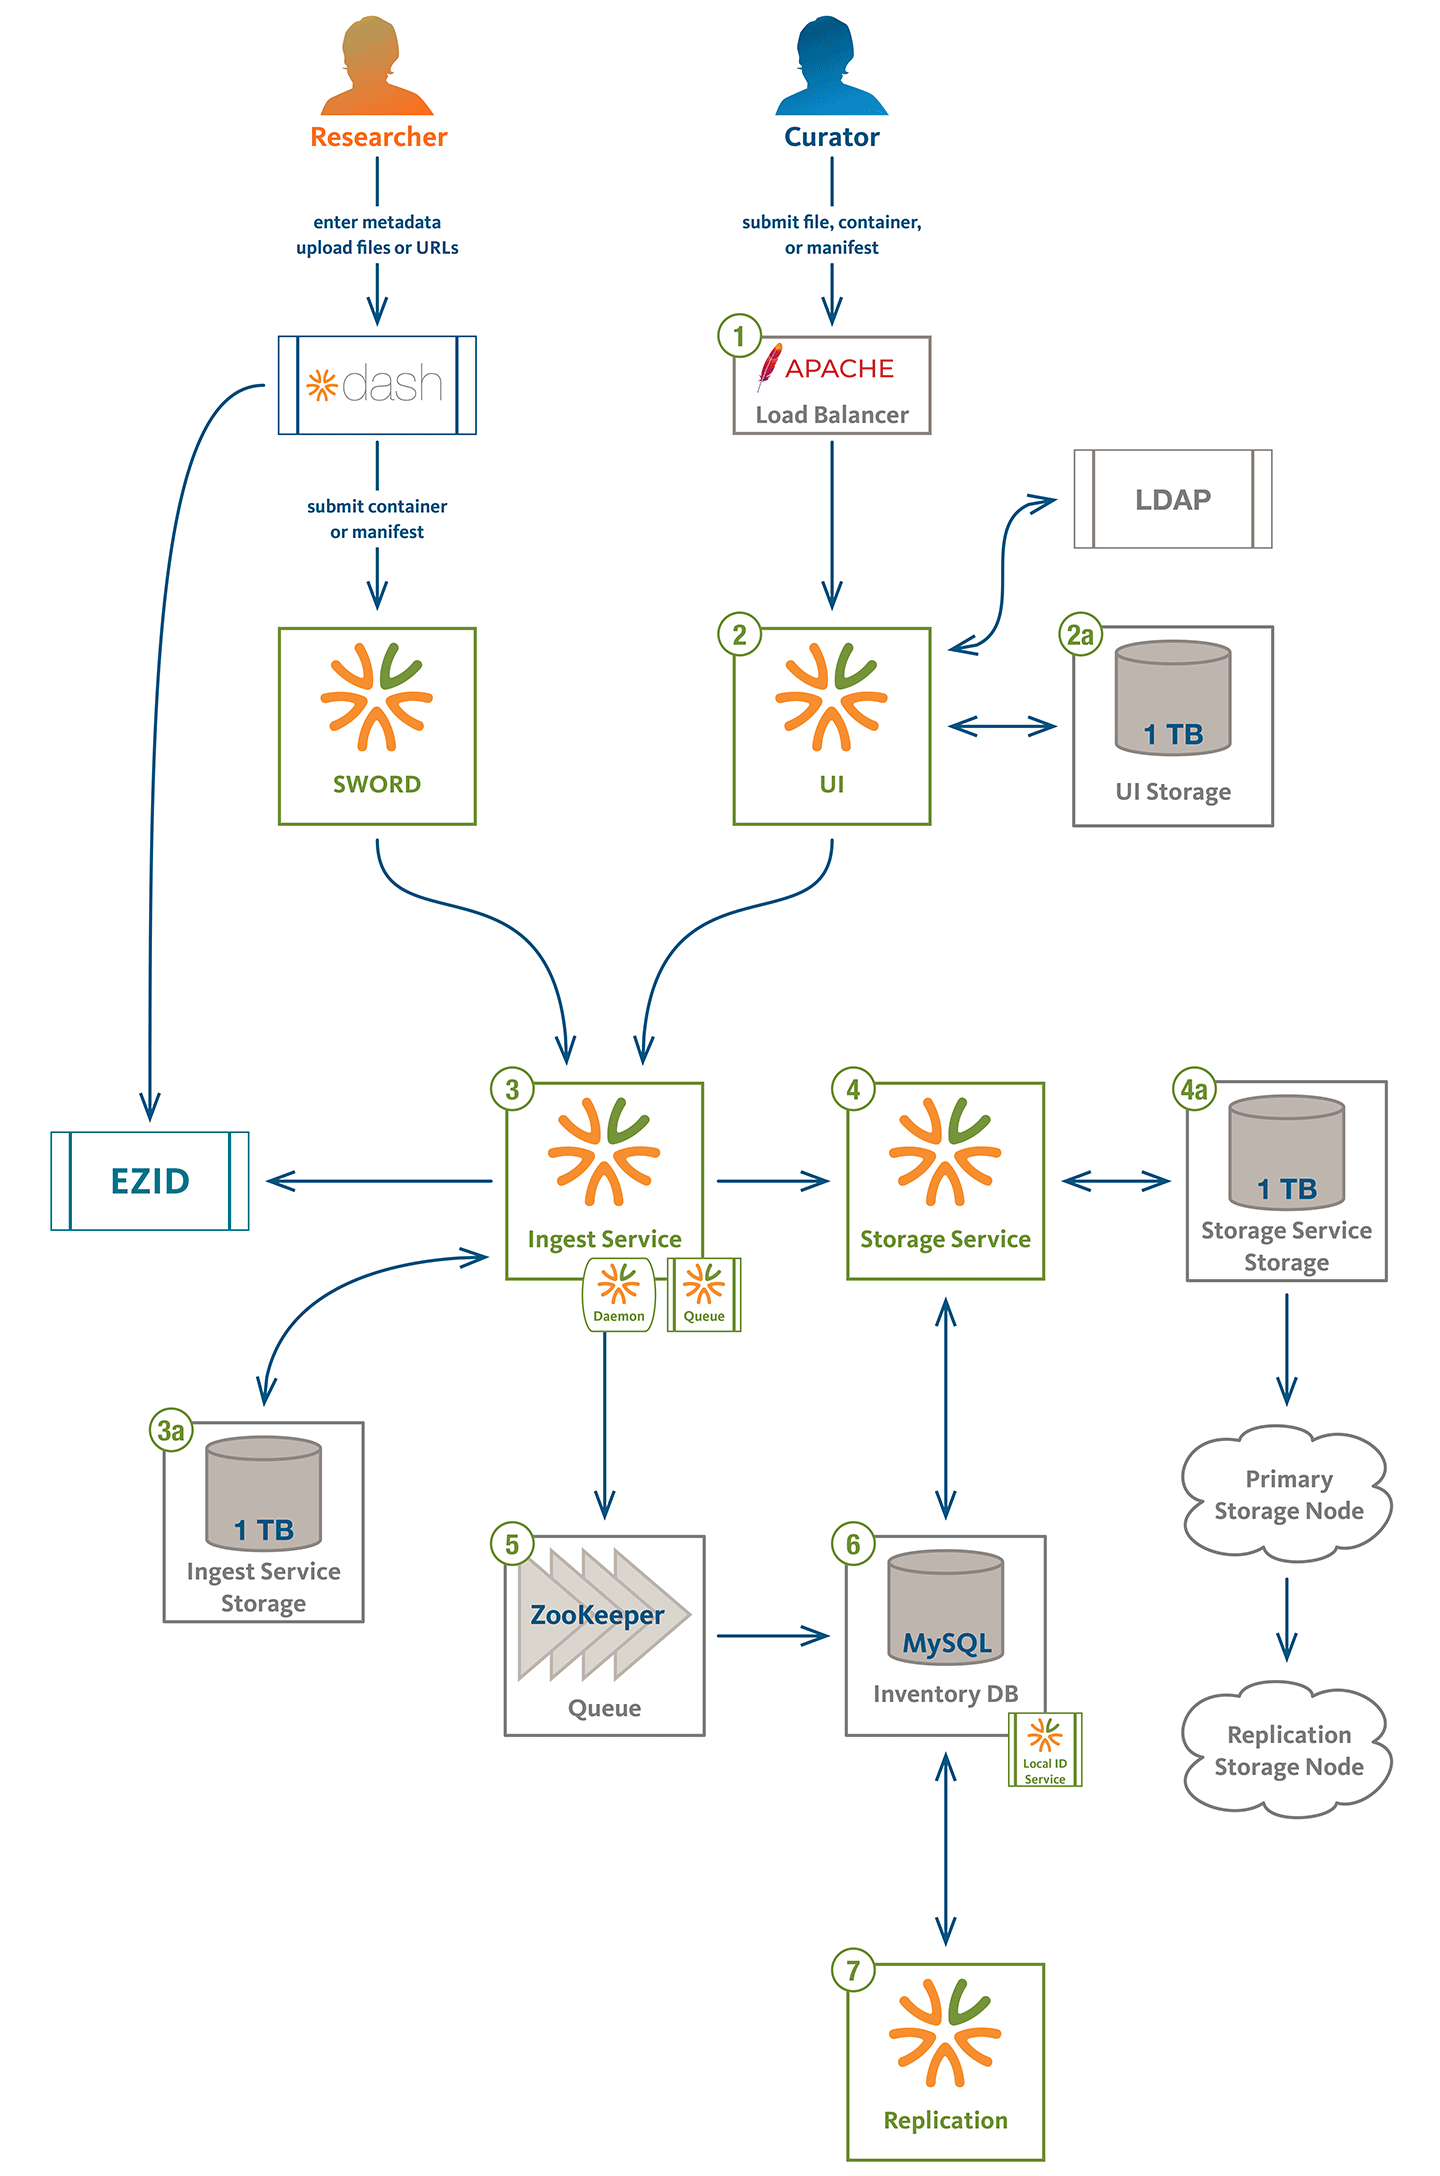 Researcher
Curator
enter metadata
upload files or URLs
submit file, container,
or manifest
dash
1
APACHE
Load Balancer
submit container
or manifest
LDAP
SWORD
2
UI
2a
1 TB
UI Storage
EZID
3
Ingest Service
Daemon
Queue
4
Storage Service
4a
1 TB
Storage Service
Storage
3a
1 TB
Ingest Service
Storage
Primary
Storage Node
5
ZooKeeper
Queue
6
MySQL
Inventory DB
Local ID
Service
Replication
Storage Node
7
Replication